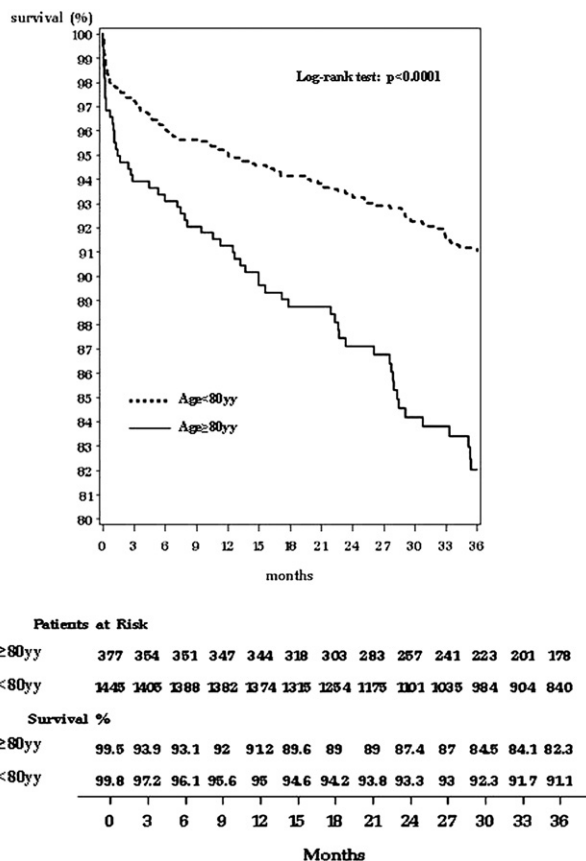 survival (%)
100
99
98
97
96
95
94
93
92
91
90
89
88
87
86
85
84
83
82
81
80
Log-rank test: p<0.0001
Age<80yy
Age≥80yy
0 3 6 9 12 15 18 21 24 27 30 33 36
months
Patients at Risk
≥80yy 377 354 351 347 344 318 303 283 257 241 223 201 178
<80yy 1445 1405 1388 1382 1374 1315 1254 1175 1101 1035 984 904 840
Survival %
≥80yy 99.5 93.9 93.1 92 912 89.6 89 89 87.4 87 84.5 84.1 82.3
<80yy 99.8 97.2 96.1 95.6 95 94.6 94.2 93.8 93.3 93 92.3 91.7 91.1
0 3 6 9 12 15 18 21 24 27 30 33 36
Months